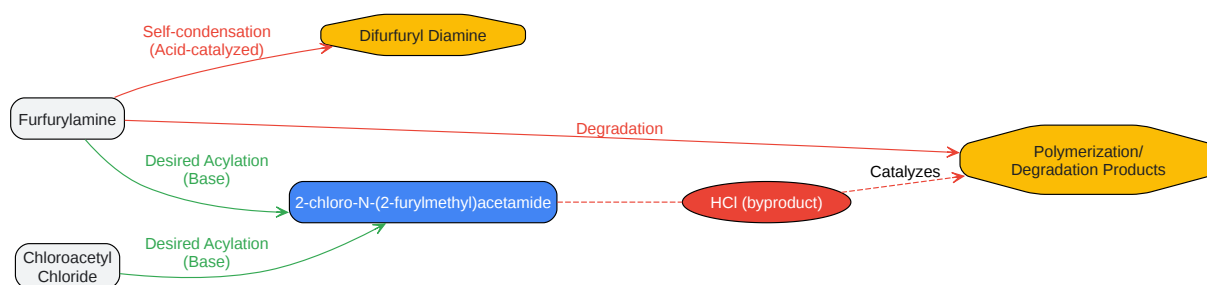 Self-condensation
(Acid-catalyzed)
Difurfuryl Diamine
Furfurylamine
Degradation
Polymerization/
Degradation Products
Desired Acylation
(Base)
Catalyzes
2-chloro-N-(2-furylmethyl)acetamide
HCl (byproduct)
Desired Acylation
(Base)
Chloroacetyl
Chloride